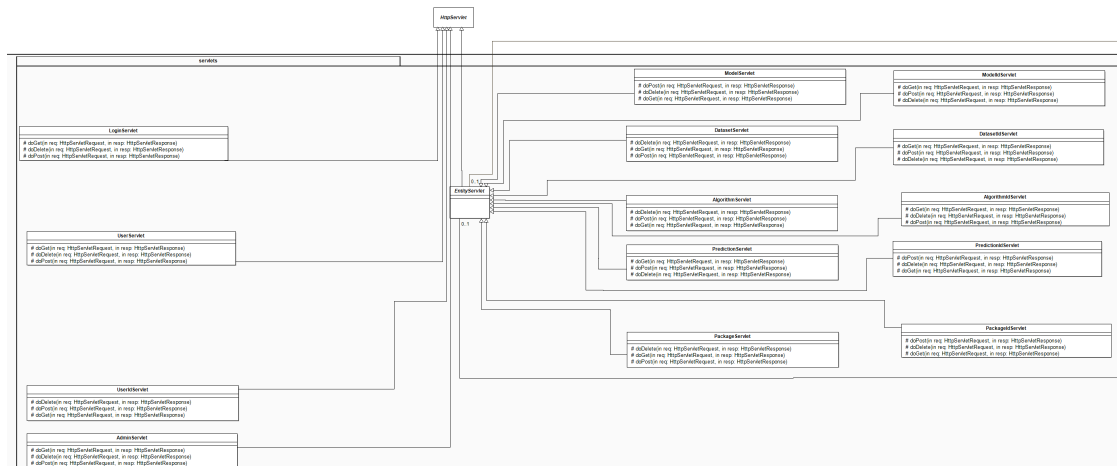 HttpServlet
servlets
ModelServlet
# doPost(in req: HttpServletRequest, in resp: HttpServletResponse)
# doDelete(in req: HttpServletRequest, in resp: HttpServletResponse)
# doGet(in req: HttpServletRequest, in resp: HttpServletResponse)
ModelIdServlet
# doGet(in req: HttpServletRequest, in resp: HttpServletResponse)
# doPost(in req: HttpServletRequest, in resp: HttpServletResponse)
# doDelete(in req: HttpServletRequest, in resp: HttpServletResponse)
LoginServlet
# doGet(in req: HttpServletRequest, in resp: HttpServletResponse)
# doDelete(in req: HttpServletRequest, in resp: HttpServletResponse)
# doPost(in req: HttpServletRequest, in resp: HttpServletResponse)
DatasetServlet
# doDelete(in req: HttpServletRequest, in resp: HttpServletResponse)
# doGet(in req: HttpServletRequest, in resp: HttpServletResponse)
# doPost(in req: HttpServletRequest, in resp: HttpServletResponse)
DatasetIdServlet
# doGet(in req: HttpServletRequest, in resp: HttpServletResponse)
# doPost(in req: HttpServletRequest, in resp: HttpServletResponse)
# doDelete(in req: HttpServletRequest, in resp: HttpServletResponse)
0..1
EntityServlet
0..1
AlgorithmServlet
# doDelete(in req: HttpServletRequest, in resp: HttpServletResponse)
# doGet(in req: HttpServletRequest, in resp: HttpServletResponse)
# doPost(in req: HttpServletRequest, in resp: HttpServletResponse)
AlgorithmIdServlet
# doGet(in req: HttpServletRequest, in resp: HttpServletResponse)
# doDelete(in req: HttpServletRequest, in resp: HttpServletResponse)
# doPost(in req: HttpServletRequest, in resp: HttpServletResponse)
UserServlet
# doGet(in req: HttpServletRequest, in resp: HttpServletResponse)
# doDelete(in req: HttpServletRequest, in resp: HttpServletResponse)
# doPost(in req: HttpServletRequest, in resp: HttpServletResponse)
PredictionServlet
# doGet(in req: HttpServletRequest, in resp: HttpServletResponse)
# doPost(in req: HttpServletRequest, in resp: HttpServletResponse)
# doDelete(in req: HttpServletRequest, in resp: HttpServletResponse)
PredictionIdServlet
# doPost(in req: HttpServletRequest, in resp: HttpServletResponse)
# doDelete(in req: HttpServletRequest, in resp: HttpServletResponse)
# doGet(in req: HttpServletRequest, in resp: HttpServletResponse)
PackageServlet
# doDelete(in req: HttpServletRequest, in resp: HttpServletResponse)
# doGet(in req: HttpServletRequest, in resp: HttpServletResponse)
# doPost(in req: HttpServletRequest, in resp: HttpServletResponse)
PackageIdServlet
# doPost(in req: HttpServletRequest, in resp: HttpServletResponse)
# doDelete(in req: HttpServletRequest, in resp: HttpServletResponse)
# doGet(in req: HttpServletRequest, in resp: HttpServletResponse)
UserIdServlet
# doDelete(in req: HttpServletRequest, in resp: HttpServletResponse)
# doPost(in req: HttpServletRequest, in resp: HttpServletResponse)
# doGet(in req: HttpServletRequest, in resp: HttpServletResponse)
AdminServlet
# doGet(in req: HttpServletRequest, in resp: HttpServletResponse)
# doDelete(in req: HttpServletRequest, in resp: HttpServletResponse)
# doPost(in req: HttpServletRequest, in resp: HttpServletResponse)